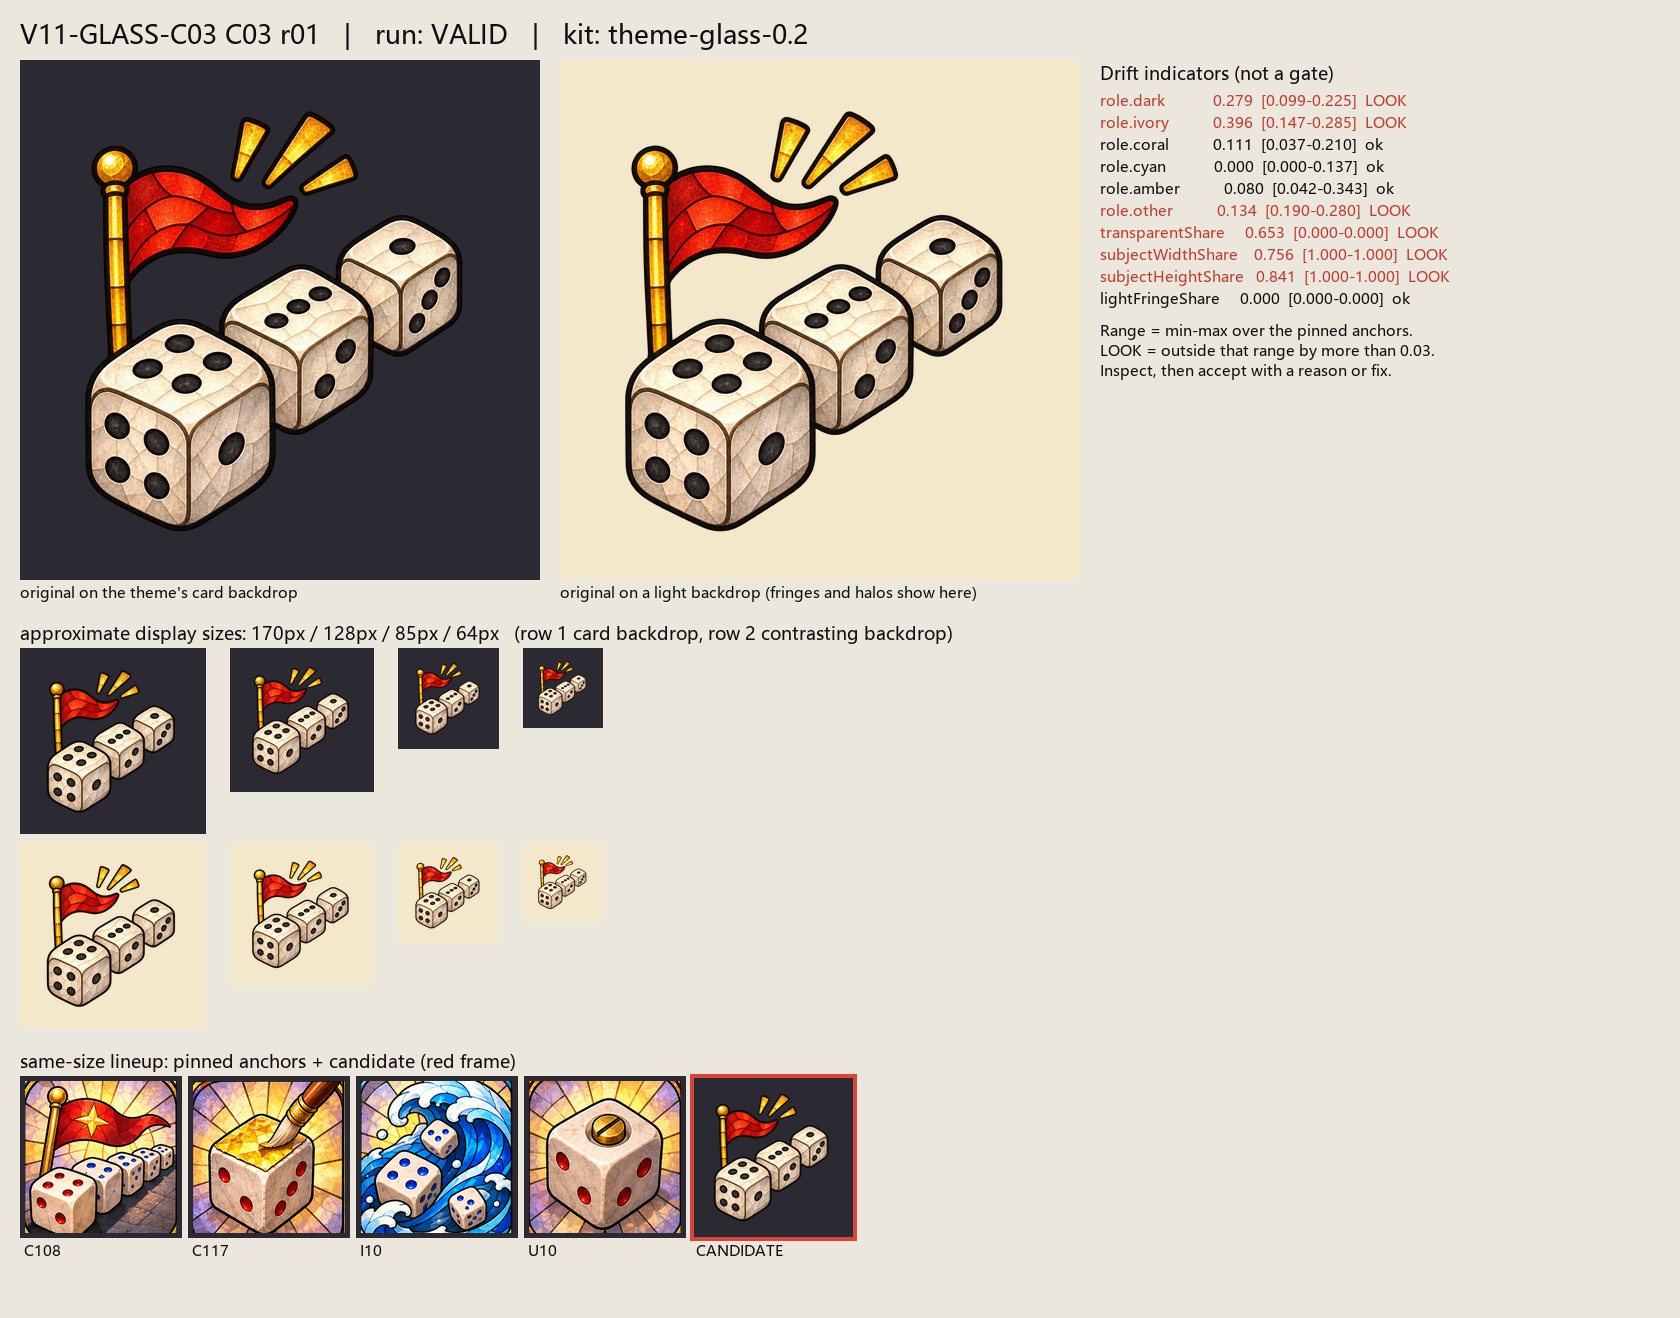 V11-GLASS-C03 C03 r01 | run: VALID | kit: theme-glass-0.2
Drift indicators (not a gate)
role.dark 0.279 [0.099-0.225] LOOK
role.ivory 0.396 [0.147-0.285] LOOK
role.coral 0.111 [0.037-0.210] ok
role.cyan 0.000 [0.000-0.137] ok
role.amber 0.080 [0.042-0.343] ok
role.other 0.134 [0.190-0.280] LOOK
transparentShare 0.653 [0.000-0.000] LOOK
subjectWidthShare 0.756 [1.000-1.000] LOOK
subjectHeightShare 0.841 [1.000-1.000] LOOK
lightFringeShare 0.000 [0.000-0.000] ok
Range = min-max over the pinned anchors.
LOOK = outside that range by more than 0.03.
Inspect, then accept with a reason or fix.
original on the theme's card backdrop
original on a light backdrop (fringes and halos show here)
approximate display sizes: 170px / 128px / 85px / 64px (row 1 card backdrop, row 2 contrasting backdrop)
same-size lineup: pinned anchors + candidate (red frame)
C108
C117
I10
U10
CANDIDATE